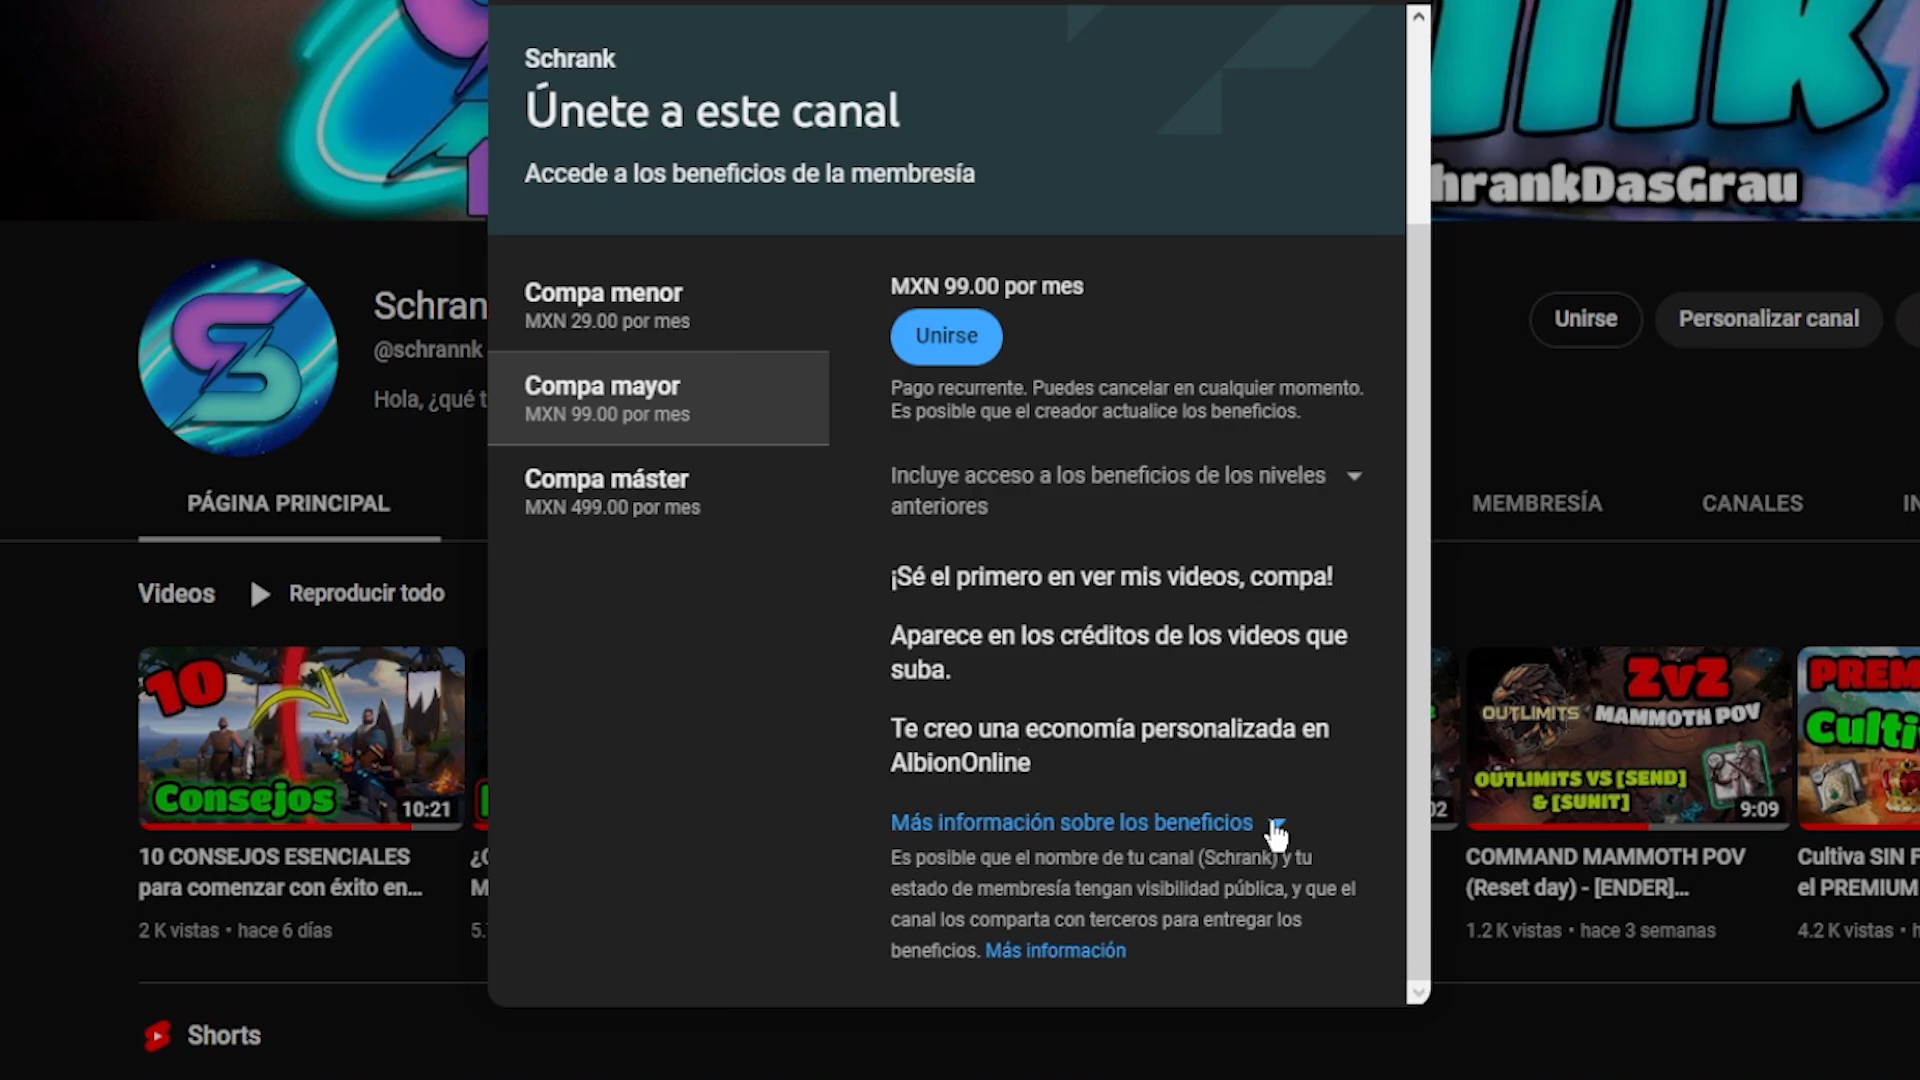 Schrank
Únete a este canal
Accede a los beneficios de la membresía
hrankDasGrau
Compa menor
MXN 29.00 por mes
Compa mayor
MXN 99.00 por mes
Compa máster
MXN 499.00 por mes
MXN 99.00 por mes
Unirse
Pago recurrente. Puedes cancelar en cualquier momento.
Es posible que el creador actualice los beneficios.
Incluye acceso a los beneficios de los niveles
anteriores
¡Sé el primero en ver mis videos, compa!
Aparece en los créditos de los videos que
suba.
Te creo una economía personalizada en
AlbionOnline
Más información sobre los beneficios
Es posible que el nombre de tu canal (Schrank) y tu
estado de membresía tengan visibilidad pública, y que el
canal los comparta con terceros para entregar los
beneficios. Más información
Schran
@schrannk
Hola, ¿qué t
Unirse
Personalizar canal
PÁGINA PRINCIPAL
MEMBRESÍA
CANALES
IN
Videos
Reproducir todo
10
Consejos
10:21
10 CONSEJOS ESENCIALES
para comenzar con éxito en...
2 K vistas • hace 6 días
¿C
M
5.
02
ZvZ
OUTLIMITS
MAMMOTH POV
OUTLIMITS VS [SEND]
& [SUNIT]
9:09
COMMAND MAMMOTH POV
(Reset day) - [ENDER]...
1.2 K vistas • hace 3 semanas
PREM
Culti
Cultiva SIN F
el PREMIUM
4.2 K vistas • h
Shorts